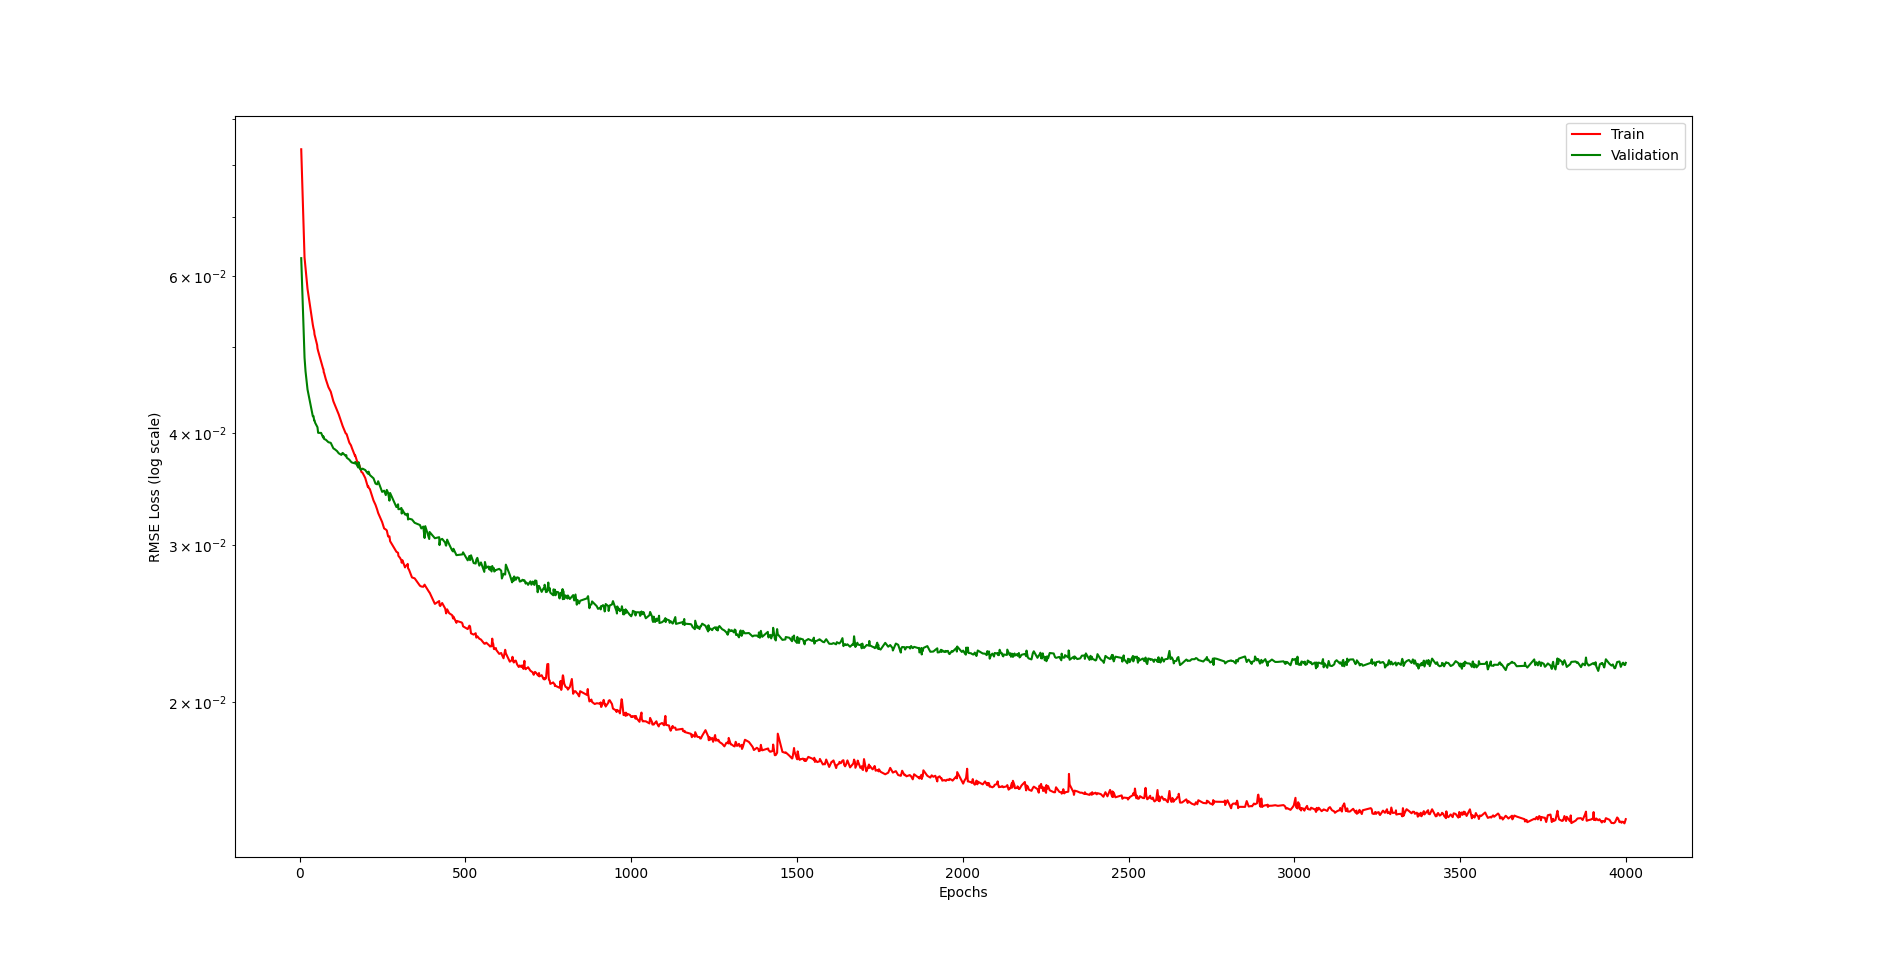 Train
Validation
6 × 10⁻²
4 × 10⁻²
3 × 10⁻²
2 × 10⁻²
RMSE Loss (log scale)
0 500 1000 1500 2000 2500 3000 3500 4000
Epochs